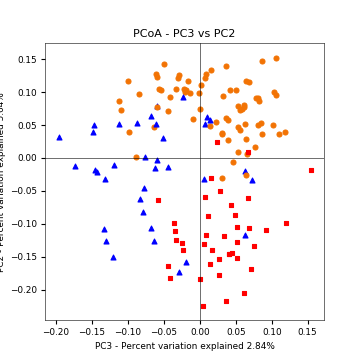 PCoA - PC3 vs PC2
PC2 - Percent variation explained 5.64%
0.15
0.10
0.05
0.00
−0.05
−0.10
−0.15
−0.20
−0.20 −0.15 −0.10 −0.05 0.00 0.05 0.10 0.15
PC3 - Percent variation explained 2.84%